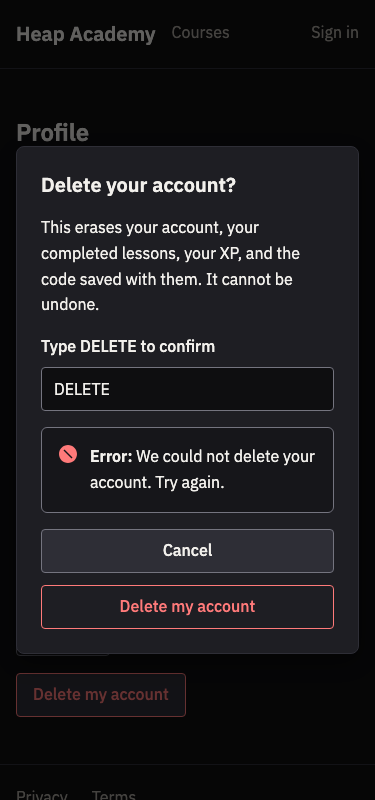 Heap Academy Courses Sign in
Profile
Delete your account?
This erases your account, your
completed lessons, your XP, and the
code saved with them. It cannot be
undone.
Type DELETE to confirm
DELETE
Error: We could not delete your
account. Try again.
Cancel
Delete my account
Delete my account
Privacy Terms